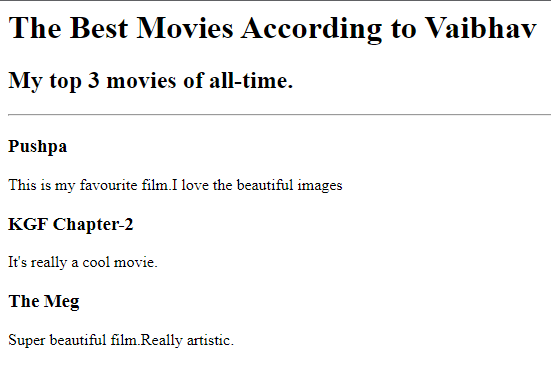 The Best Movies According to Vaibhav
My top 3 movies of all-time.
Pushpa
This is my favourite film.I love the beautiful images
KGF Chapter-2
It's really a cool movie.
The Meg
Super beautiful film.Really artistic.